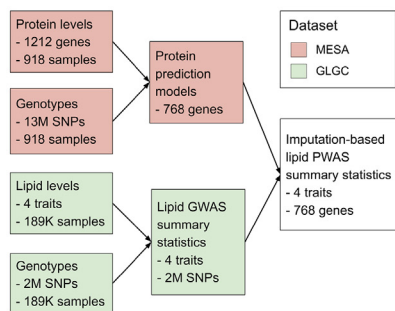 Protein levels
- 1212 genes
- 918 samples
Genotypes
- 13M SNPs
- 918 samples
Protein
prediction
models
- 768 genes
Dataset
MESA
GLGC
Lipid levels
- 4 traits
- 189K samples
Genotypes
- 2M SNPs
- 189K samples
Lipid GWAS
summary
statistics
- 4 traits
- 2M SNPs
Imputation-based
lipid PWAS
summary statistics
- 4 traits
- 768 genes